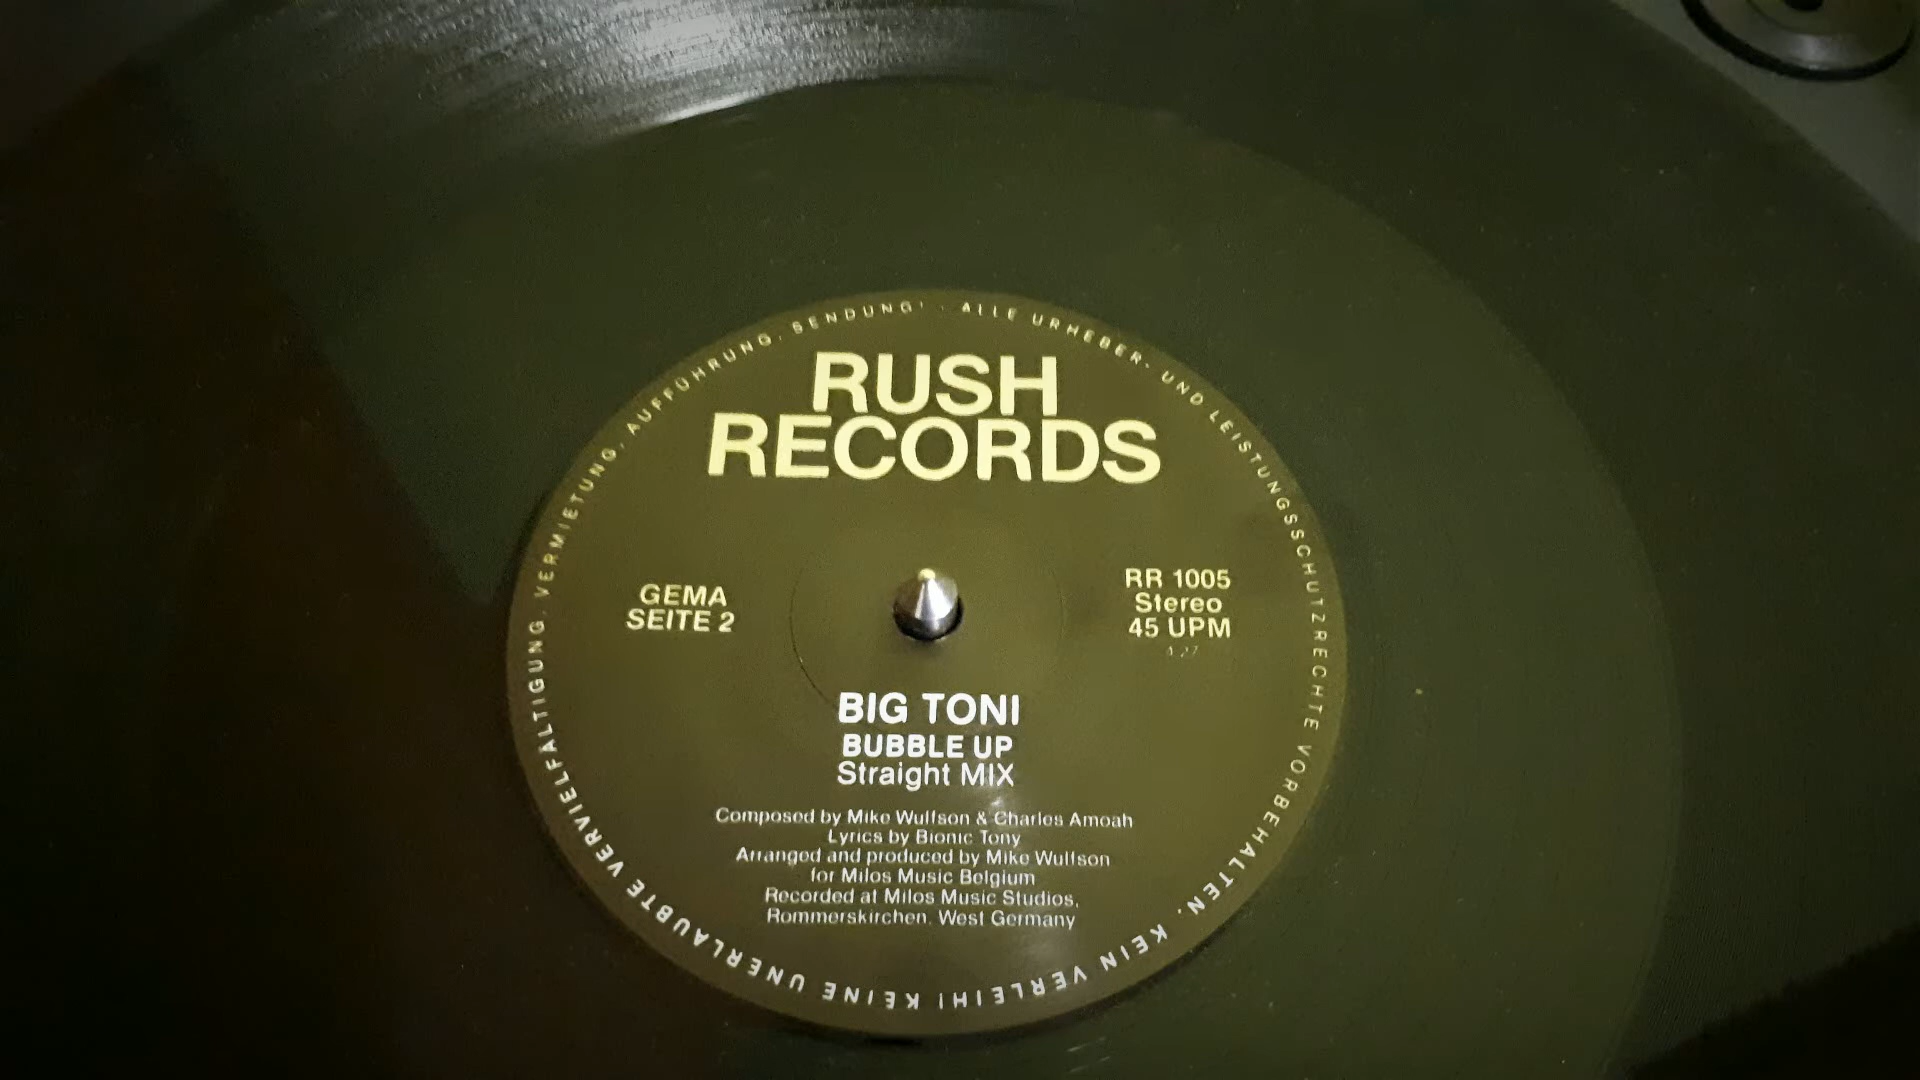 ALLE URHEBER- UND LEISTUNGSSCHUTZRECHTE VORBEHALTEN. KEIN VERLEIH! KEINE UNERLAUBTE VERVIELFALTIGUNG, VERMIETUNG, AUFFÜHRUNG, SENDUNG!
RUSH
RECORDS
GEMA
SEITE 2
RR 1005
Stereo
45 UPM
BIG TONI
BUBBLE UP
Straight MIX
Composed by Mike Wulfson & Charles Amoah
Lyrics by Bionic Tony
Arranged and produced by Mike Wulfson
for Milos Music Belgium
Recorded at Milos Music Studios,
Rommerskirchen, West Germany